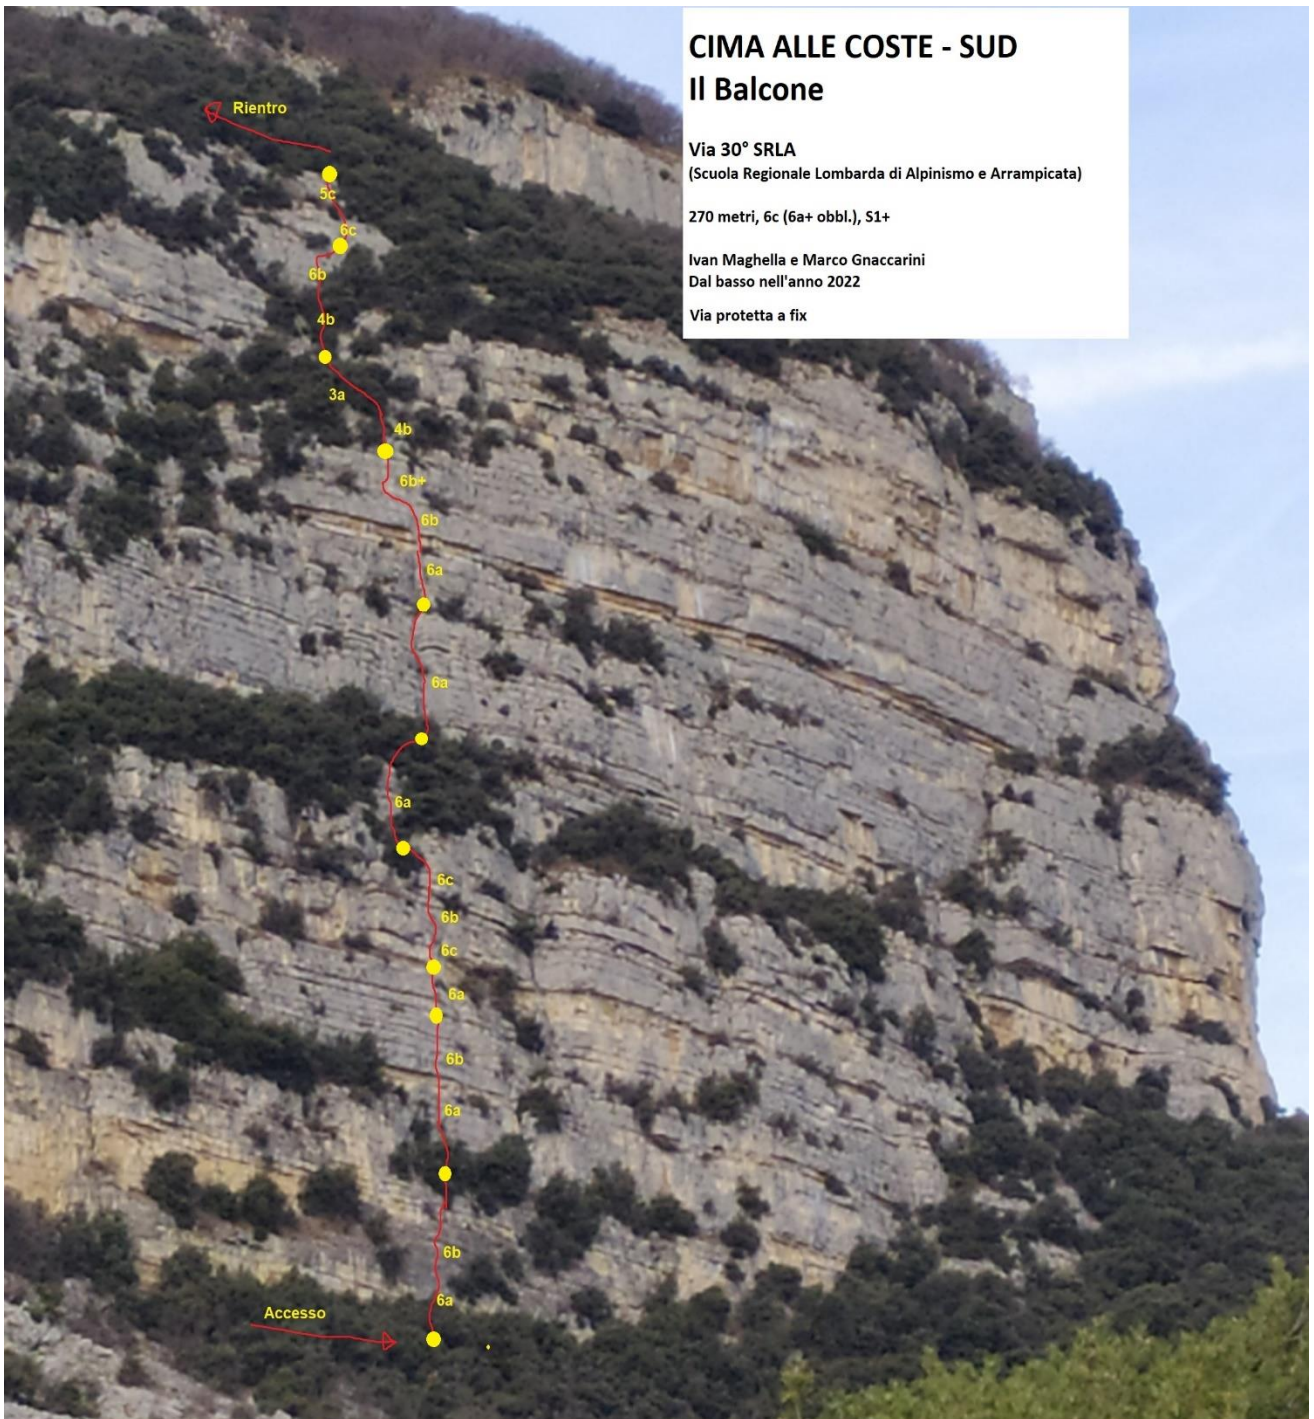 CIMA ALLE COSTE - SUD
Il Balcone
Via 30° SRLA
(Scuola Regionale Lombarda di Alpinismo e Arrampicata)
270 metri, 6c (6a+ obbl.), S1+
Ivan Maghella e Marco Gnaccarini
Dal basso nell'anno 2022
Via protetta a fix
Rientro
5c
6c
6b
4b
3a
4b
6b+
6b
6a
6a
6a
6c
6b
6c
6a
6b
6a
6b
6a
Accesso